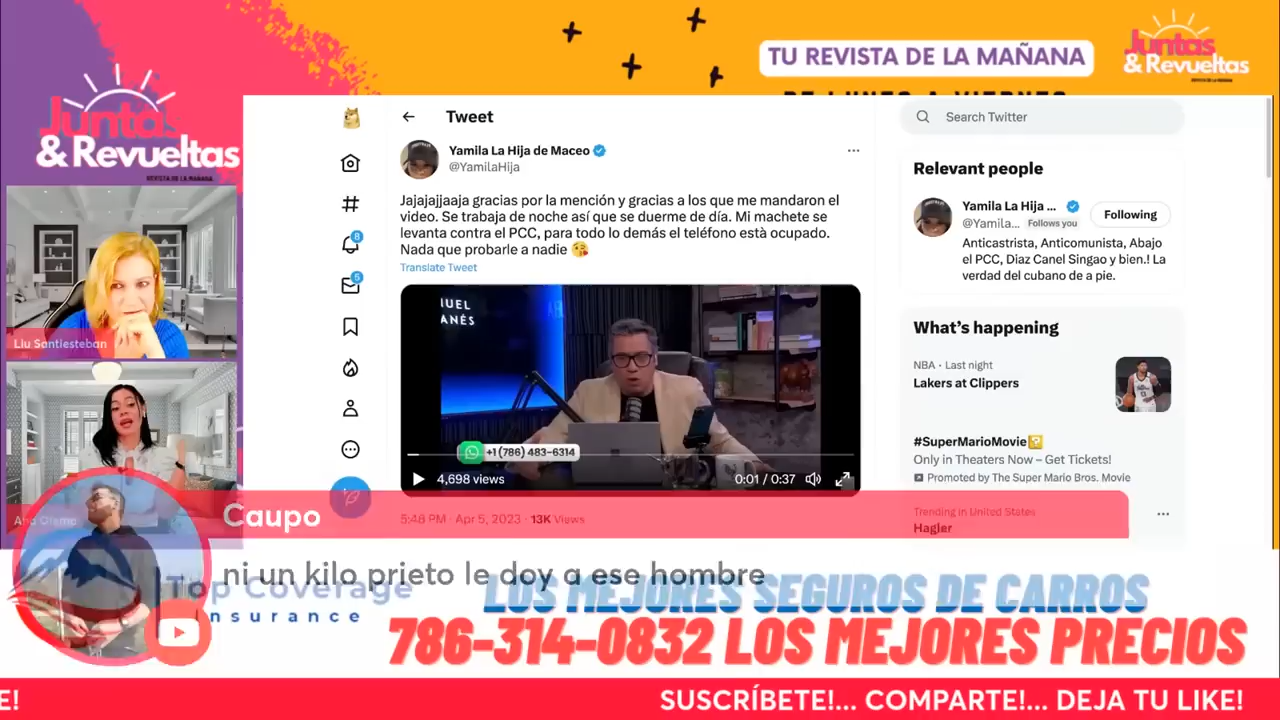 TU REVISTA DE LA MAÑANA
Juntas
& Revueltas
Juntas
& Revueltas
REVISTA DE LA MAÑANA
Tweet
Search Twitter
Yamila La Hija de Maceo
@YamilaHija
Jajajajjaaja gracias por la mención y gracias a los que me mandaron el
video. Se trabaja de noche así que se duerme de día. Mi machete se
levanta contra el PCC, para todo lo demás el teléfono està ocupado.
Nada que probarle a nadie 😘
Translate Tweet
8
5
+1 (786) 483-6314
4,698 views
0:01 / 0:37
5:48 PM · Apr 5, 2023 · 13K Views
Relevant people
Yamila La Hija ...
@Yamila... Follows you
Following
Anticastrista, Anticomunista, Abajo
el PCC, Diaz Canel Singao y bien.! La
verdad del cubano de a pie.
What's happening
NBA · Last night
Lakers at Clippers
#SuperMarioMovie
Only in Theaters Now – Get Tickets!
Promoted by The Super Mario Bros. Movie
Trending in United States
Hagler
Liu Santiesteban
Caupo
ni un kilo prieto le doy a ese hombre
Top Coverage
nsurance
LOS MEJORES SEGUROS DE CARROS
786-314-0832 LOS MEJORES PRECIOS
E!
SUSCRÍBETE!... COMPARTE!... DEJA TU LIKE!